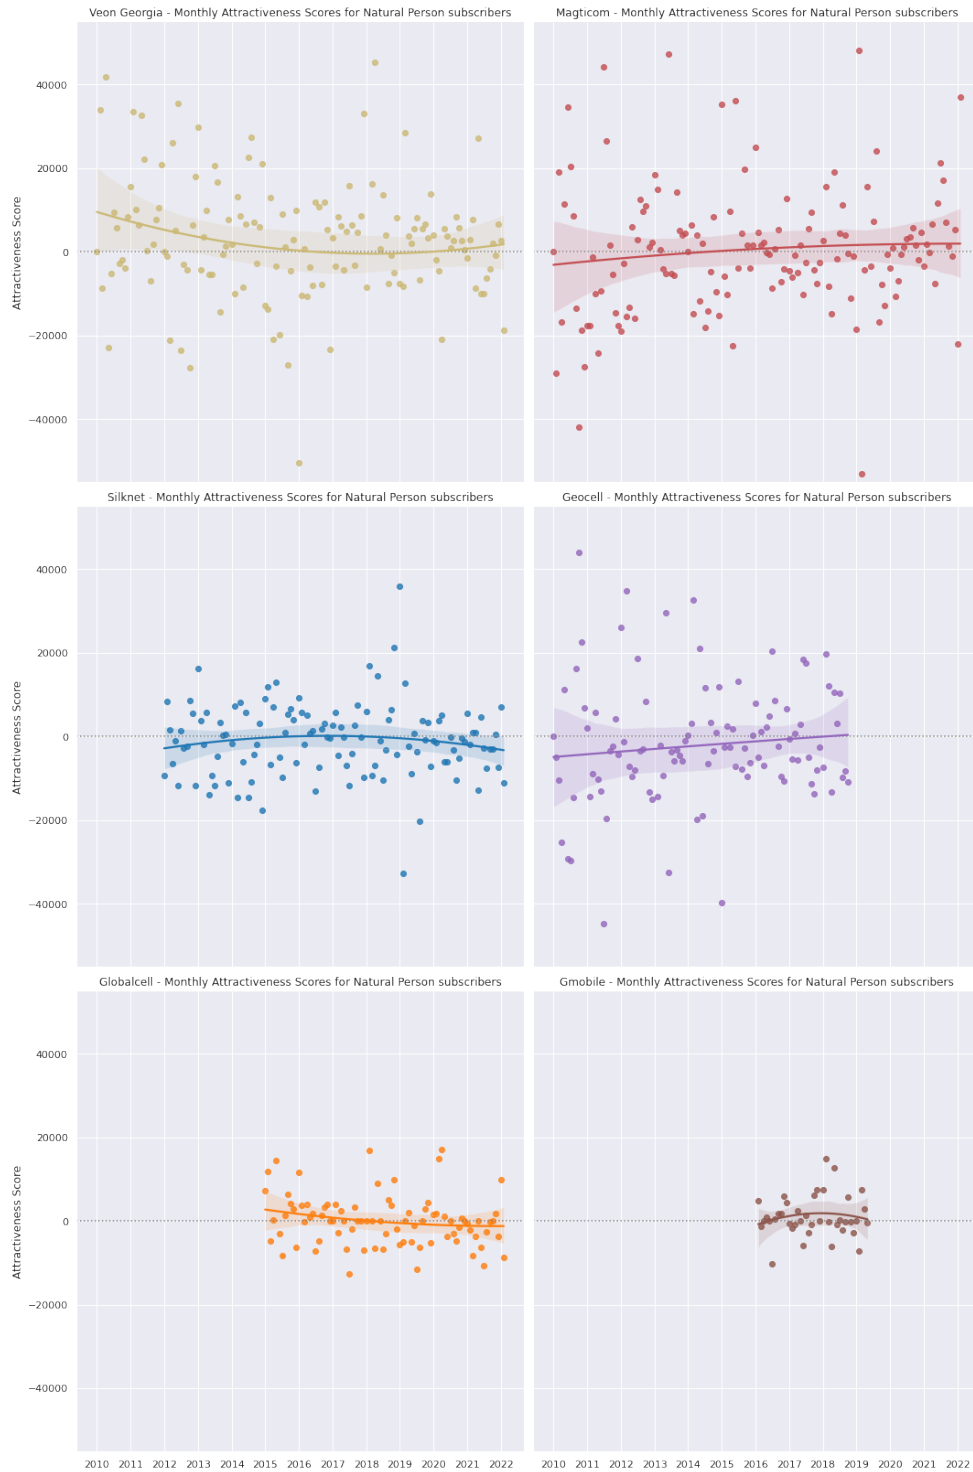 Veon Georgia - Monthly Attractiveness Scores for Natural Person subscribers
Magticom - Monthly Attractiveness Scores for Natural Person subscribers
40000
20000
0
−20000
−40000
Attractiveness Score
Silknet - Monthly Attractiveness Scores for Natural Person subscribers
Geocell - Monthly Attractiveness Scores for Natural Person subscribers
40000
20000
0
−20000
−40000
Attractiveness Score
Globalcell - Monthly Attractiveness Scores for Natural Person subscribers
Gmobile - Monthly Attractiveness Scores for Natural Person subscribers
40000
20000
0
−20000
−40000
Attractiveness Score
2010 2011 2012 2013 2014 2015 2016 2017 2018 2019 2020 2021 2022
2010 2011 2012 2013 2014 2015 2016 2017 2018 2019 2020 2021 2022